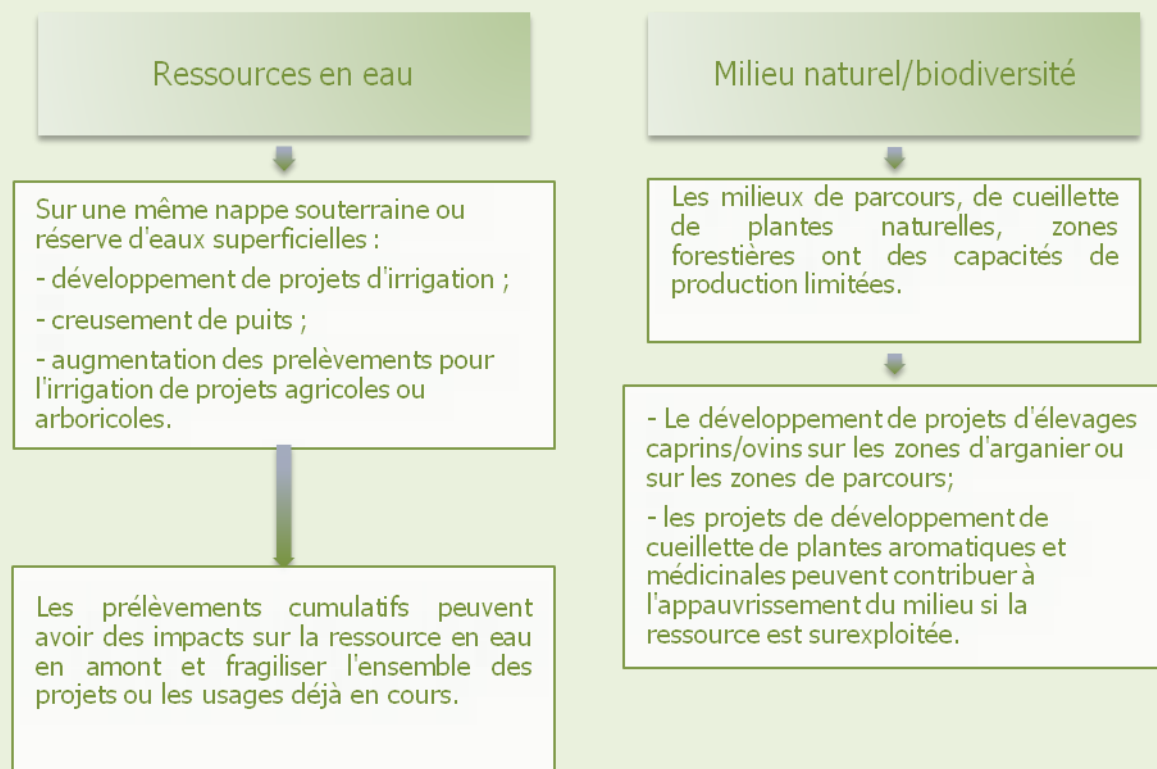 Ressources en eau
Sur une même nappe souterraine ou
réserve d'eaux superficielles :
- développement de projets d'irrigation ;
- creusement de puits ;
- augmentation des prelèvements pour
l'irrigation de projets agricoles ou
arboricoles.
Les prélèvements cumulatifs peuvent
avoir des impacts sur la ressource en eau
en amont et fragiliser l'ensemble des
projets ou les usages déjà en cours.
Milieu naturel/biodiversité
Les milieux de parcours, de cueillette
de plantes naturelles, zones
forestières ont des capacités de
production limitées.
- Le développement de projets d'élevages
caprins/ovins sur les zones d'arganier ou
sur les zones de parcours;
- les projets de développement de
cueillette de plantes aromatiques et
médicinales peuvent contribuer à
l'appauvrissement du milieu si la
ressource est surexploitée.